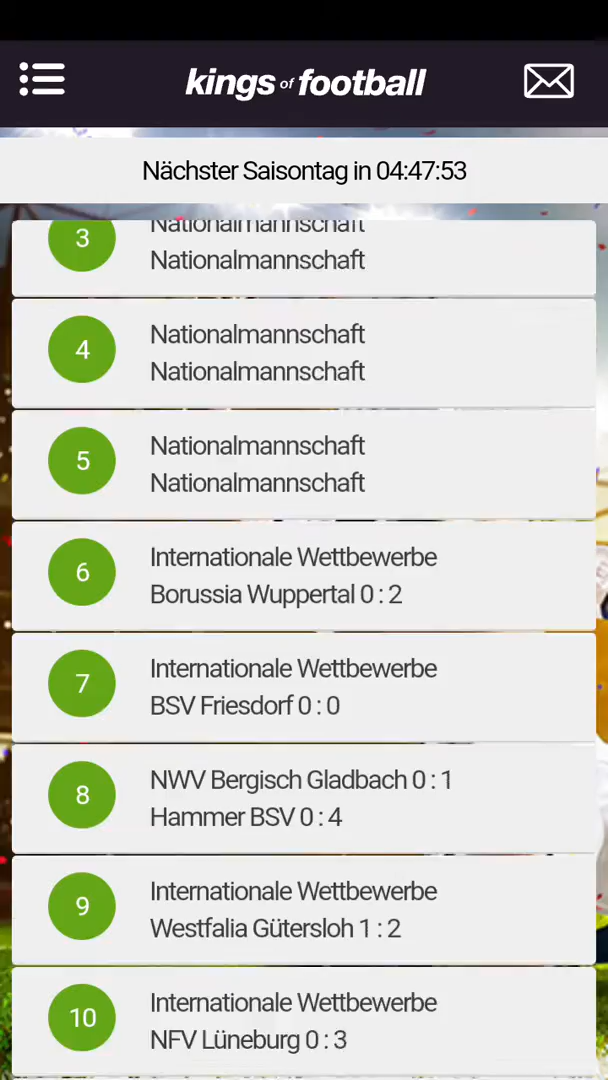 kings of football
Nächster Saisontag in 04:47:53
3
Nationalmannschaft
Nationalmannschaft
4
Nationalmannschaft
Nationalmannschaft
5
Nationalmannschaft
Nationalmannschaft
6
Internationale Wettbewerbe
Borussia Wuppertal 0 : 2
7
Internationale Wettbewerbe
BSV Friesdorf 0 : 0
8
NWV Bergisch Gladbach 0 : 1
Hammer BSV 0 : 4
9
Internationale Wettbewerbe
Westfalia Gütersloh 1 : 2
10
Internationale Wettbewerbe
NFV Lüneburg 0 : 3